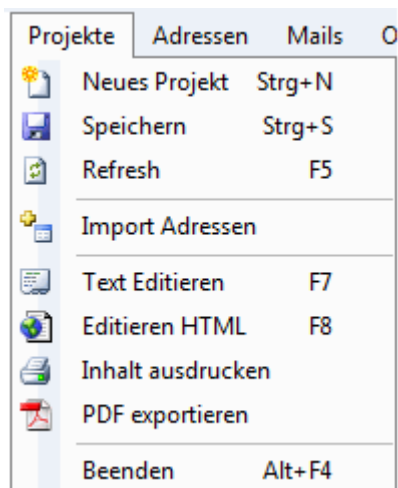 Projekte Adressen Mails O
Neues Projekt Strg+N
Speichern Strg+S
Refresh F5
Import Adressen
Text Editieren F7
Editieren HTML F8
Inhalt ausdrucken
PDF exportieren
Beenden Alt+F4